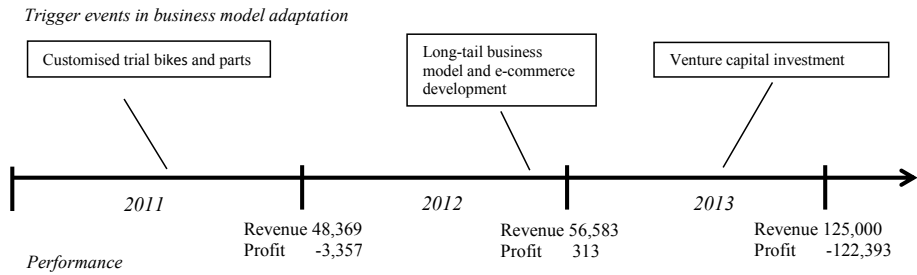 Trigger events in business model adaptation
Customised trial bikes and parts
Long-tail business
model and e-commerce
development
Venture capital investment
2011
2012
2013
Revenue 48,369
Profit -3,357
Revenue 56,583
Profit 313
Revenue 125,000
Profit -122,393
Performance